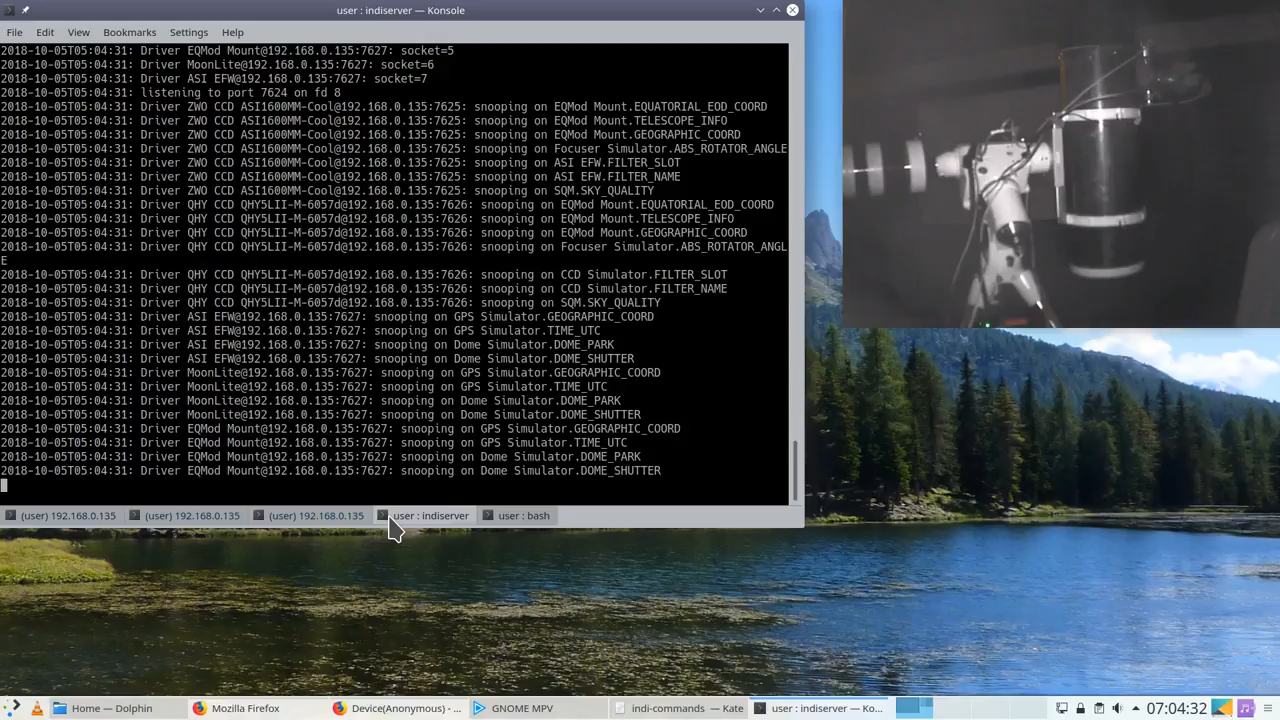 user : indiserver — Konsole
File Edit View Bookmarks Settings Help
2018-10-05T05:04:31: Driver EQMod Mount@192.168.0.135:7627: socket=5
2018-10-05T05:04:31: Driver MoonLite@192.168.0.135:7627: socket=6
2018-10-05T05:04:31: Driver ASI EFW@192.168.0.135:7627: socket=7
2018-10-05T05:04:31: listening to port 7624 on fd 8
2018-10-05T05:04:31: Driver ZWO CCD ASI1600MM-Cool@192.168.0.135:7625: snooping on EQMod Mount.EQUATORIAL_EOD_COORD
2018-10-05T05:04:31: Driver ZWO CCD ASI1600MM-Cool@192.168.0.135:7625: snooping on EQMod Mount.TELESCOPE_INFO
2018-10-05T05:04:31: Driver ZWO CCD ASI1600MM-Cool@192.168.0.135:7625: snooping on EQMod Mount.GEOGRAPHIC_COORD
2018-10-05T05:04:31: Driver ZWO CCD ASI1600MM-Cool@192.168.0.135:7625: snooping on Focuser Simulator.ABS_ROTATOR_ANGLE
2018-10-05T05:04:31: Driver ZWO CCD ASI1600MM-Cool@192.168.0.135:7625: snooping on ASI EFW.FILTER_SLOT
2018-10-05T05:04:31: Driver ZWO CCD ASI1600MM-Cool@192.168.0.135:7625: snooping on ASI EFW.FILTER_NAME
2018-10-05T05:04:31: Driver ZWO CCD ASI1600MM-Cool@192.168.0.135:7625: snooping on SQM.SKY_QUALITY
2018-10-05T05:04:31: Driver QHY CCD QHY5LII-M-6057d@192.168.0.135:7626: snooping on EQMod Mount.EQUATORIAL_EOD_COORD
2018-10-05T05:04:31: Driver QHY CCD QHY5LII-M-6057d@192.168.0.135:7626: snooping on EQMod Mount.TELESCOPE_INFO
2018-10-05T05:04:31: Driver QHY CCD QHY5LII-M-6057d@192.168.0.135:7626: snooping on EQMod Mount.GEOGRAPHIC_COORD
2018-10-05T05:04:31: Driver QHY CCD QHY5LII-M-6057d@192.168.0.135:7626: snooping on Focuser Simulator.ABS_ROTATOR_ANGL
E
2018-10-05T05:04:31: Driver QHY CCD QHY5LII-M-6057d@192.168.0.135:7626: snooping on CCD Simulator.FILTER_SLOT
2018-10-05T05:04:31: Driver QHY CCD QHY5LII-M-6057d@192.168.0.135:7626: snooping on CCD Simulator.FILTER_NAME
2018-10-05T05:04:31: Driver QHY CCD QHY5LII-M-6057d@192.168.0.135:7626: snooping on SQM.SKY_QUALITY
2018-10-05T05:04:31: Driver ASI EFW@192.168.0.135:7627: snooping on GPS Simulator.GEOGRAPHIC_COORD
2018-10-05T05:04:31: Driver ASI EFW@192.168.0.135:7627: snooping on GPS Simulator.TIME_UTC
2018-10-05T05:04:31: Driver ASI EFW@192.168.0.135:7627: snooping on Dome Simulator.DOME_PARK
2018-10-05T05:04:31: Driver ASI EFW@192.168.0.135:7627: snooping on Dome Simulator.DOME_SHUTTER
2018-10-05T05:04:31: Driver MoonLite@192.168.0.135:7627: snooping on GPS Simulator.GEOGRAPHIC_COORD
2018-10-05T05:04:31: Driver MoonLite@192.168.0.135:7627: snooping on GPS Simulator.TIME_UTC
2018-10-05T05:04:31: Driver MoonLite@192.168.0.135:7627: snooping on Dome Simulator.DOME_PARK
2018-10-05T05:04:31: Driver MoonLite@192.168.0.135:7627: snooping on Dome Simulator.DOME_SHUTTER
2018-10-05T05:04:31: Driver EQMod Mount@192.168.0.135:7627: snooping on GPS Simulator.GEOGRAPHIC_COORD
2018-10-05T05:04:31: Driver EQMod Mount@192.168.0.135:7627: snooping on GPS Simulator.TIME_UTC
2018-10-05T05:04:31: Driver EQMod Mount@192.168.0.135:7627: snooping on Dome Simulator.DOME_PARK
2018-10-05T05:04:31: Driver EQMod Mount@192.168.0.135:7627: snooping on Dome Simulator.DOME_SHUTTER
(user) 192.168.0.135 (user) 192.168.0.135 (user) 192.168.0.135 user : indiserver user : bash
Home — Dolphin Mozilla Firefox Device(Anonymous) - ... GNOME MPV indi-commands — Kate user : indiserver — Ko... 07:04:32